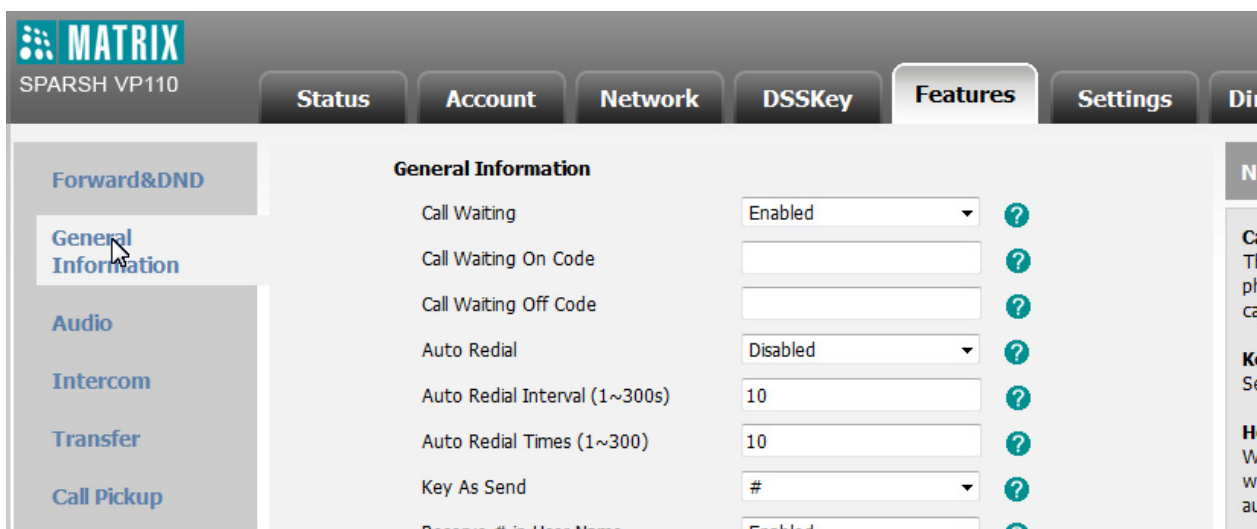 MATRIX
SPARSH VP110
Status Account Network DSSKey Features Settings
Forward&DND
General
Information
Audio
Intercom
Transfer
Call Pickup
General Information
Call Waiting Enabled
Call Waiting On Code
Call Waiting Off Code
Auto Redial Disabled
Auto Redial Interval (1~300s) 10
Auto Redial Times (1~300) 10
Key As Send #